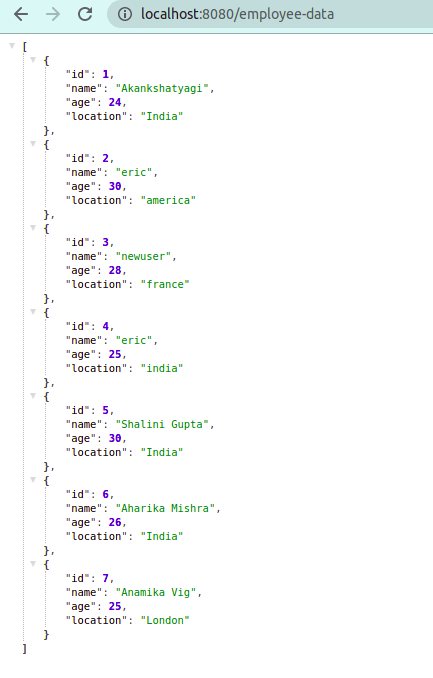 localhost:8080/employee-data
[
{
"id": 1,
"name": "Akankshatyagi",
"age": 24,
"location": "India"
},
{
"id": 2,
"name": "eric",
"age": 30,
"location": "america"
},
{
"id": 3,
"name": "newuser",
"age": 28,
"location": "france"
},
{
"id": 4,
"name": "eric",
"age": 25,
"location": "india"
},
{
"id": 5,
"name": "Shalini Gupta",
"age": 30,
"location": "India"
},
{
"id": 6,
"name": "Aharika Mishra",
"age": 26,
"location": "India"
},
{
"id": 7,
"name": "Anamika Vig",
"age": 25,
"location": "London"
}
]